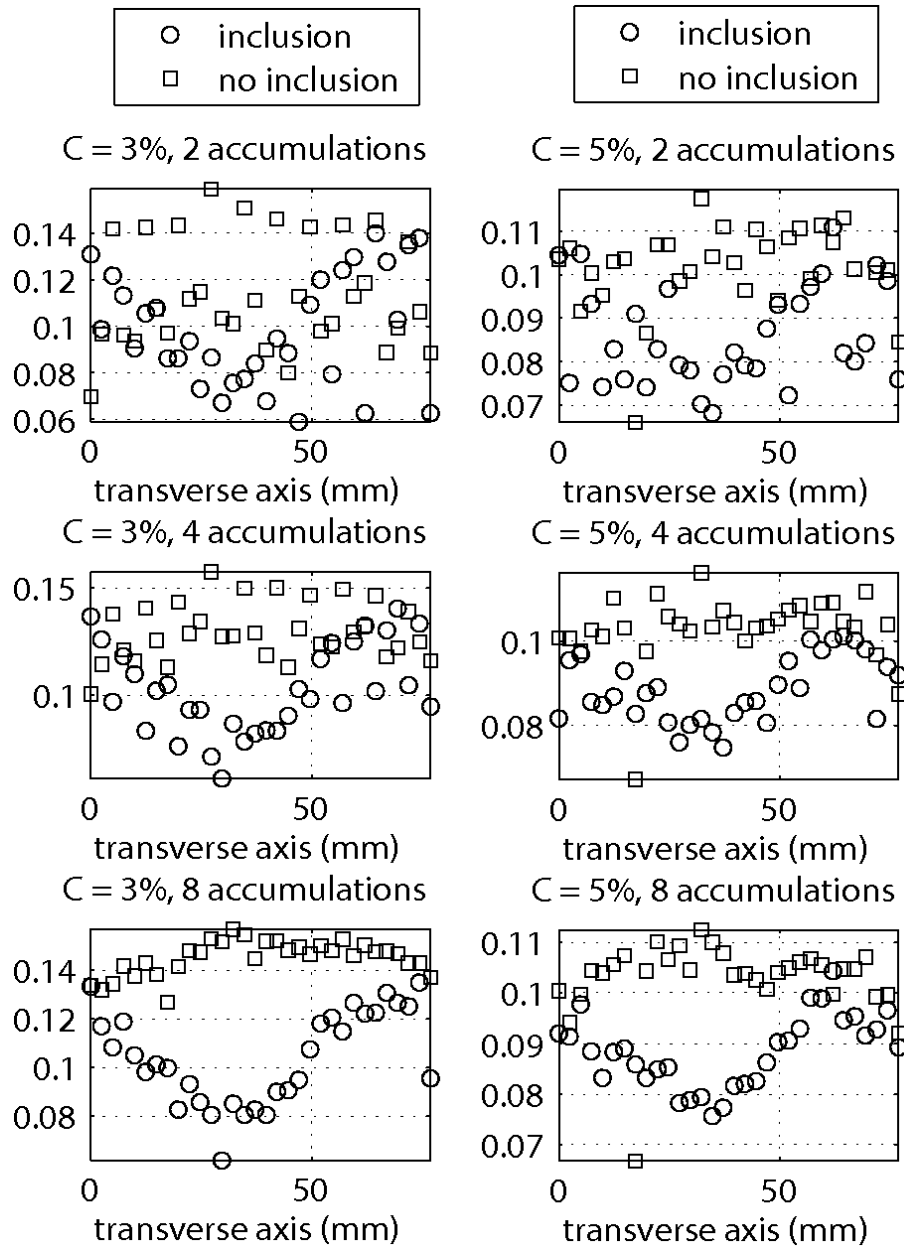 inclusion
no inclusion
inclusion
no inclusion
C = 3%, 2 accumulations
0.14
0.12
0.1
0.08
0.06
0
50
transverse axis (mm)
C = 5%, 2 accumulations
0.11
0.1
0.09
0.08
0.07
0
50
transverse axis (mm)
C = 3%, 4 accumulations
0.15
0.1
0
50
transverse axis (mm)
C = 5%, 4 accumulations
0.1
0.08
0
50
transverse axis (mm)
C = 3%, 8 accumulations
0.14
0.12
0.1
0.08
0
50
transverse axis (mm)
C = 5%, 8 accumulations
0.11
0.1
0.09
0.08
0.07
0
50
transverse axis (mm)